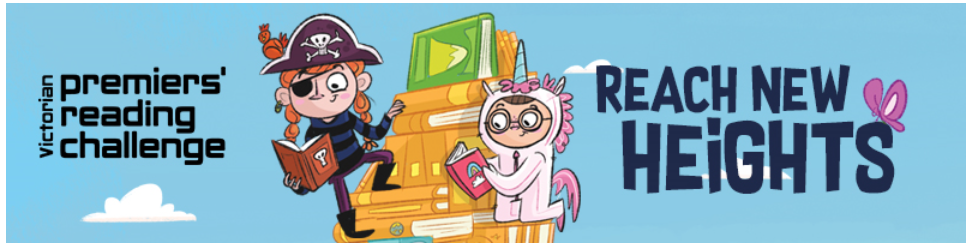 Victorian
premiers'
reading
challenge
REACH NEW
HEiGHTS